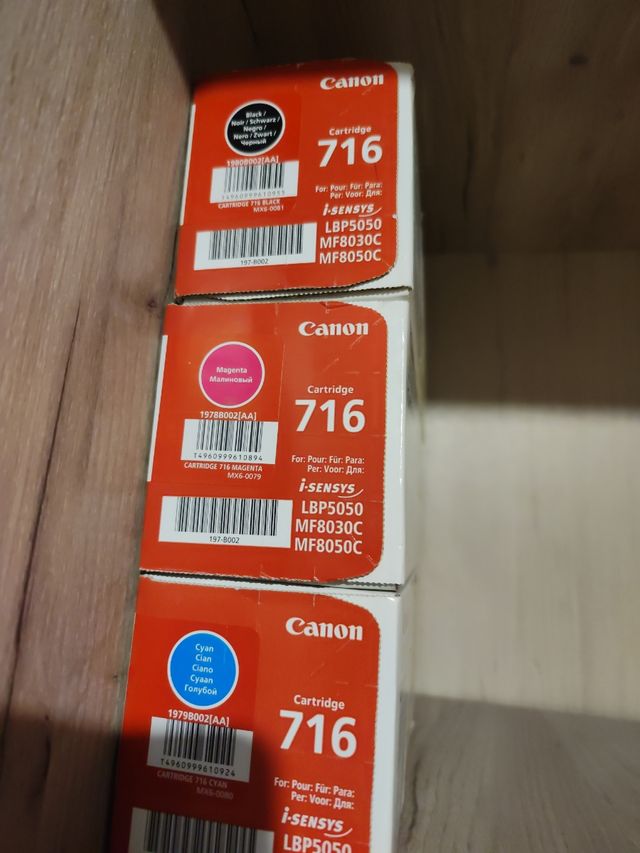 Canon
Black /
Noir / Schwarz /
Negro /
Nero / Zwart /
Черный
Cartridge
716
1980B002[AA]
T4960999610955
CARTRIDGE 716 BLACK
MX6-0081
For: Pour: Für: Para:
Per: Voor: Для:
i-SENSYS
LBP5050
MF8030C
MF8050C
197-B002
Canon
Magenta
Малиновый
Cartridge
716
1978B002[AA]
T4960999610894
CARTRIDGE 716 MAGENTA
MX6-0079
For: Pour: Für: Para:
Per: Voor: Для:
i-SENSYS
LBP5050
MF8030C
MF8050C
197-B002
Canon
Cyan
Cian
Ciano
Cyaan
Голубой
Cartridge
716
1979B002[AA]
T4960999610924
CARTRIDGE 716 CYAN
MX6-0080
For: Pour: Für: Para:
Per: Voor: Для:
i-SENSYS
LBP5050